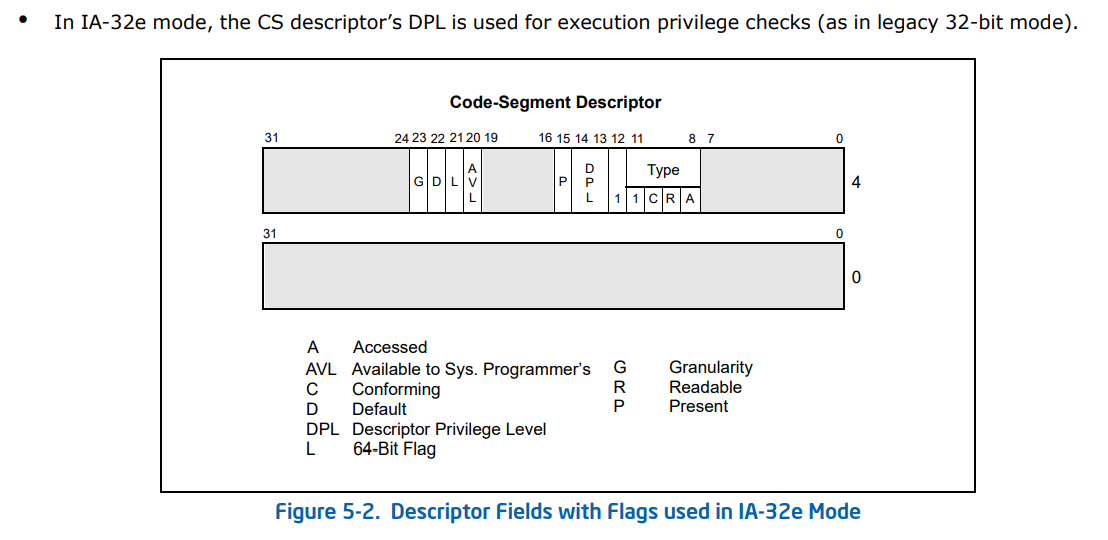 • In IA-32e mode, the CS descriptor’s DPL is used for execution privilege checks (as in legacy 32-bit mode).
Code-Segment Descriptor
31 24 23 22 21 20 19 16 15 14 13 12 11 8 7 0
G D L A V L P D P L Type 4
1 1 C R A
31 0
0
A Accessed
AVL Available to Sys. Programmer’s G Granularity
C Conforming R Readable
D Default P Present
DPL Descriptor Privilege Level
L 64-Bit Flag
Figure 5-2. Descriptor Fields with Flags used in IA-32e Mode